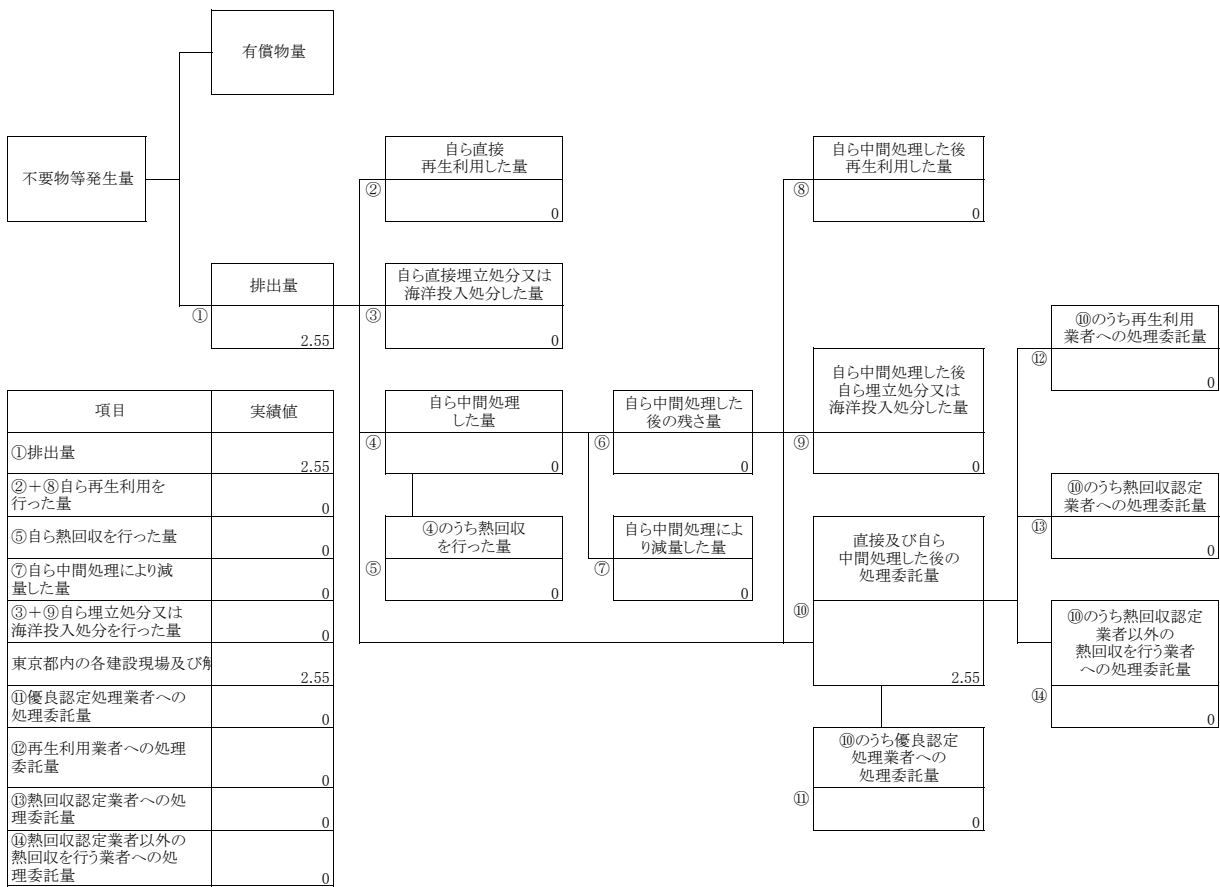 有償物量
不要物等発生量
排出量
①
2.55
自ら直接
再生利用した量
②
0
自ら直接埋立処分又は
海洋投入処分した量
③
0
自ら中間処理
した量
④
0
④のうち熱回収
を行った量
⑤
0
自ら中間処理した
後の残さ量
⑥
0
自ら中間処理によ
り減量した量
⑦
0
自ら中間処理した後
再生利用した量
⑧
0
自ら中間処理した後
自ら埋立処分又は
海洋投入処分した量
⑨
0
直接及び自ら
中間処理した後の
処理委託量
⑩
2.55
⑩のうち優良認定
処理業者への
処理委託量
⑪
0
⑩のうち再生利用
業者への処理委託量
⑫
0
⑩のうち熱回収認定
業者への処理委託量
⑬
0
⑩のうち熱回収認定
業者以外の
熱回収を行う業者
への処理委託量
⑭
0
項目 実績値
①排出量
2.55
②＋⑧自ら再生利用を
行った量
0
⑤自ら熱回収を行った量
0
⑦自ら中間処理により減
量した量
0
③＋⑨自ら埋立処分又は
海洋投入処分を行った量
0
東京都内の各建設現場及び解
2.55
⑪優良認定処理業者への
処理委託量
0
⑫再生利用業者への処理
委託量
0
⑬熱回収認定業者への処
理委託量
0
⑭熱回収認定業者以外の
熱回収を行う業者への処
理委託量
0